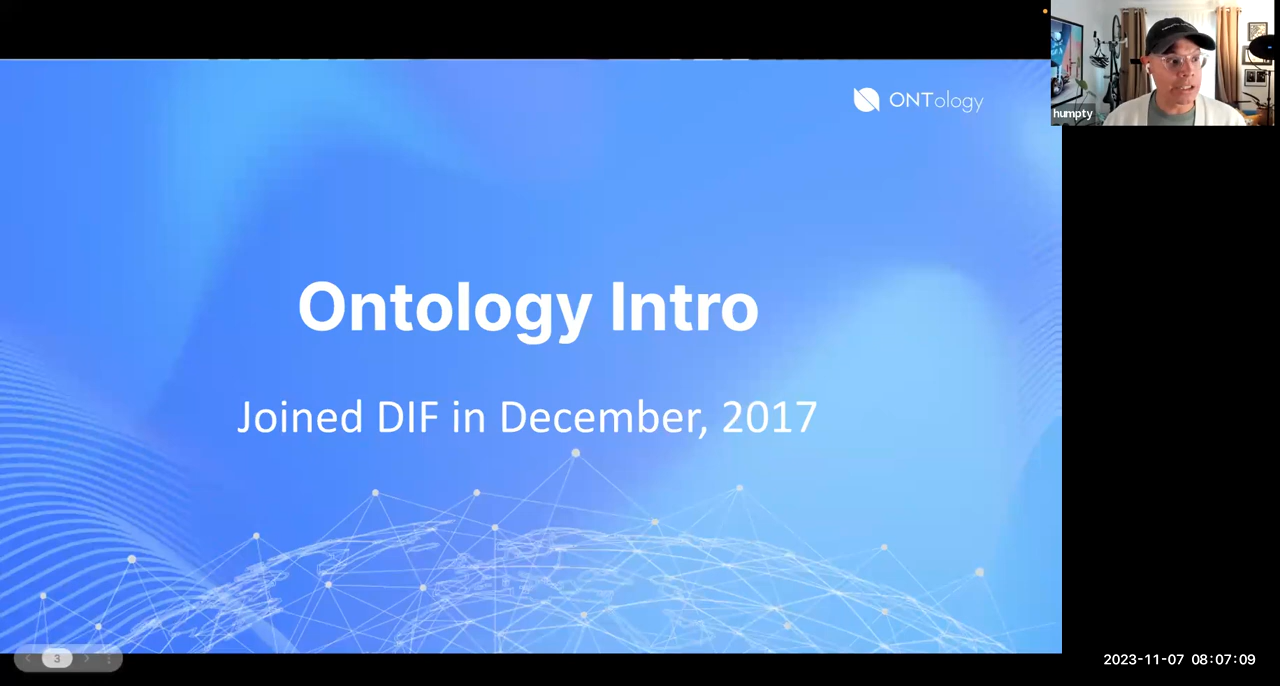 ONTology
humpty
Ontology Intro
Joined DIF in December, 2017
3
2023-11-07 08:07:09